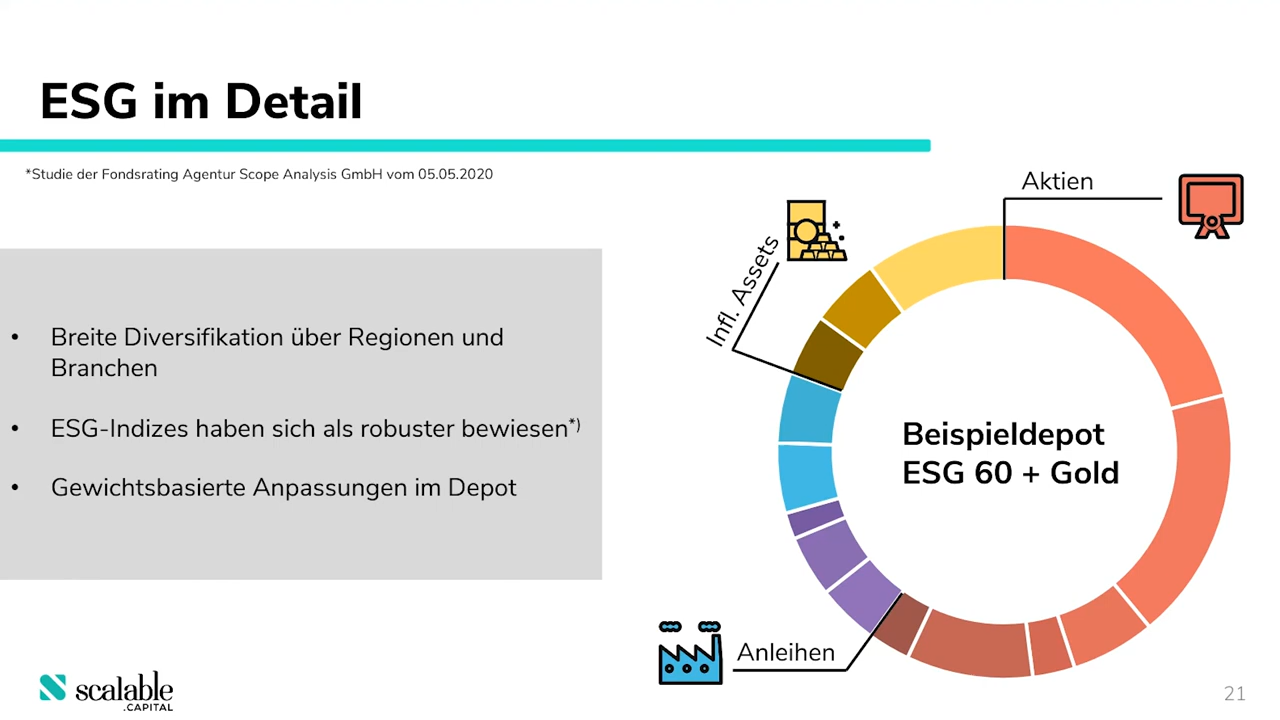 ESG im Detail
*Studie der Fondsrating Agentur Scope Analysis GmbH vom 05.05.2020
• Breite Diversifikation über Regionen und
Branchen
• ESG-Indizes haben sich als robuster bewiesen*)
• Gewichtsbasierte Anpassungen im Depot
Aktien
Infl. Assets
Beispieldepot
ESG 60 + Gold
Anleihen
scalable
.CAPITAL
21